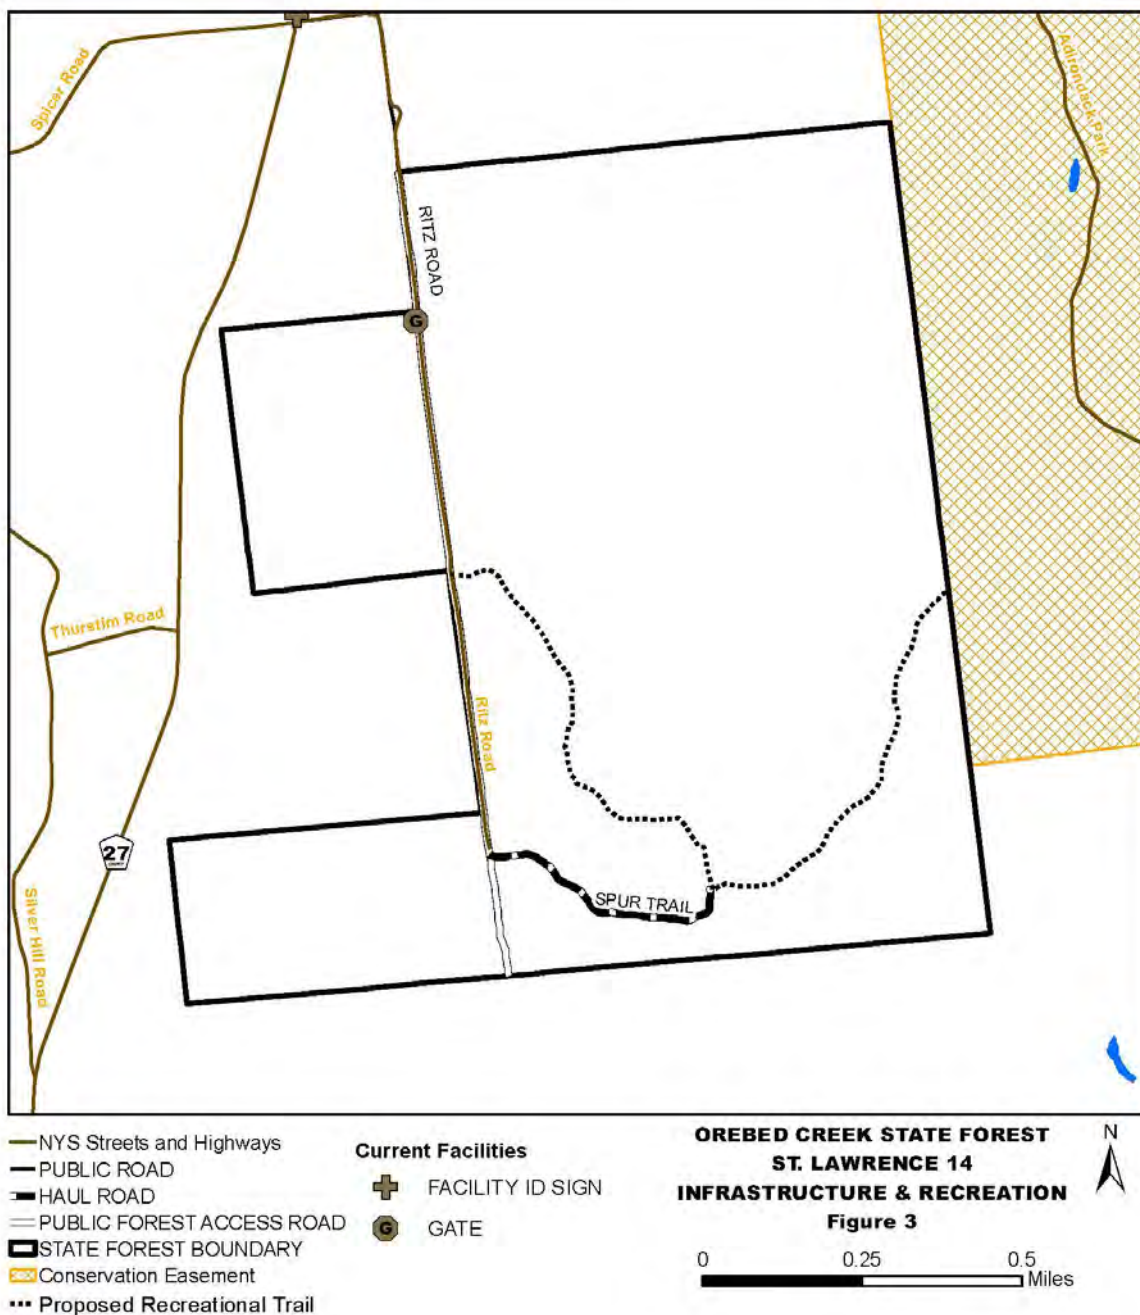 Spicer Road
Adirondack Park
RITZ ROAD
G
Thurstim Road
Ritz Road
27
SPUR TRAIL
Silver Hill Road
NYS Streets and Highways
PUBLIC ROAD
HAUL ROAD
PUBLIC FOREST ACCESS ROAD
STATE FOREST BOUNDARY
Conservation Easement
Proposed Recreational Trail
Current Facilities
FACILITY ID SIGN
G GATE
OREBED CREEK STATE FOREST
ST. LAWRENCE 14
INFRASTRUCTURE & RECREATION
Figure 3
N
0 0.25 0.5
Miles